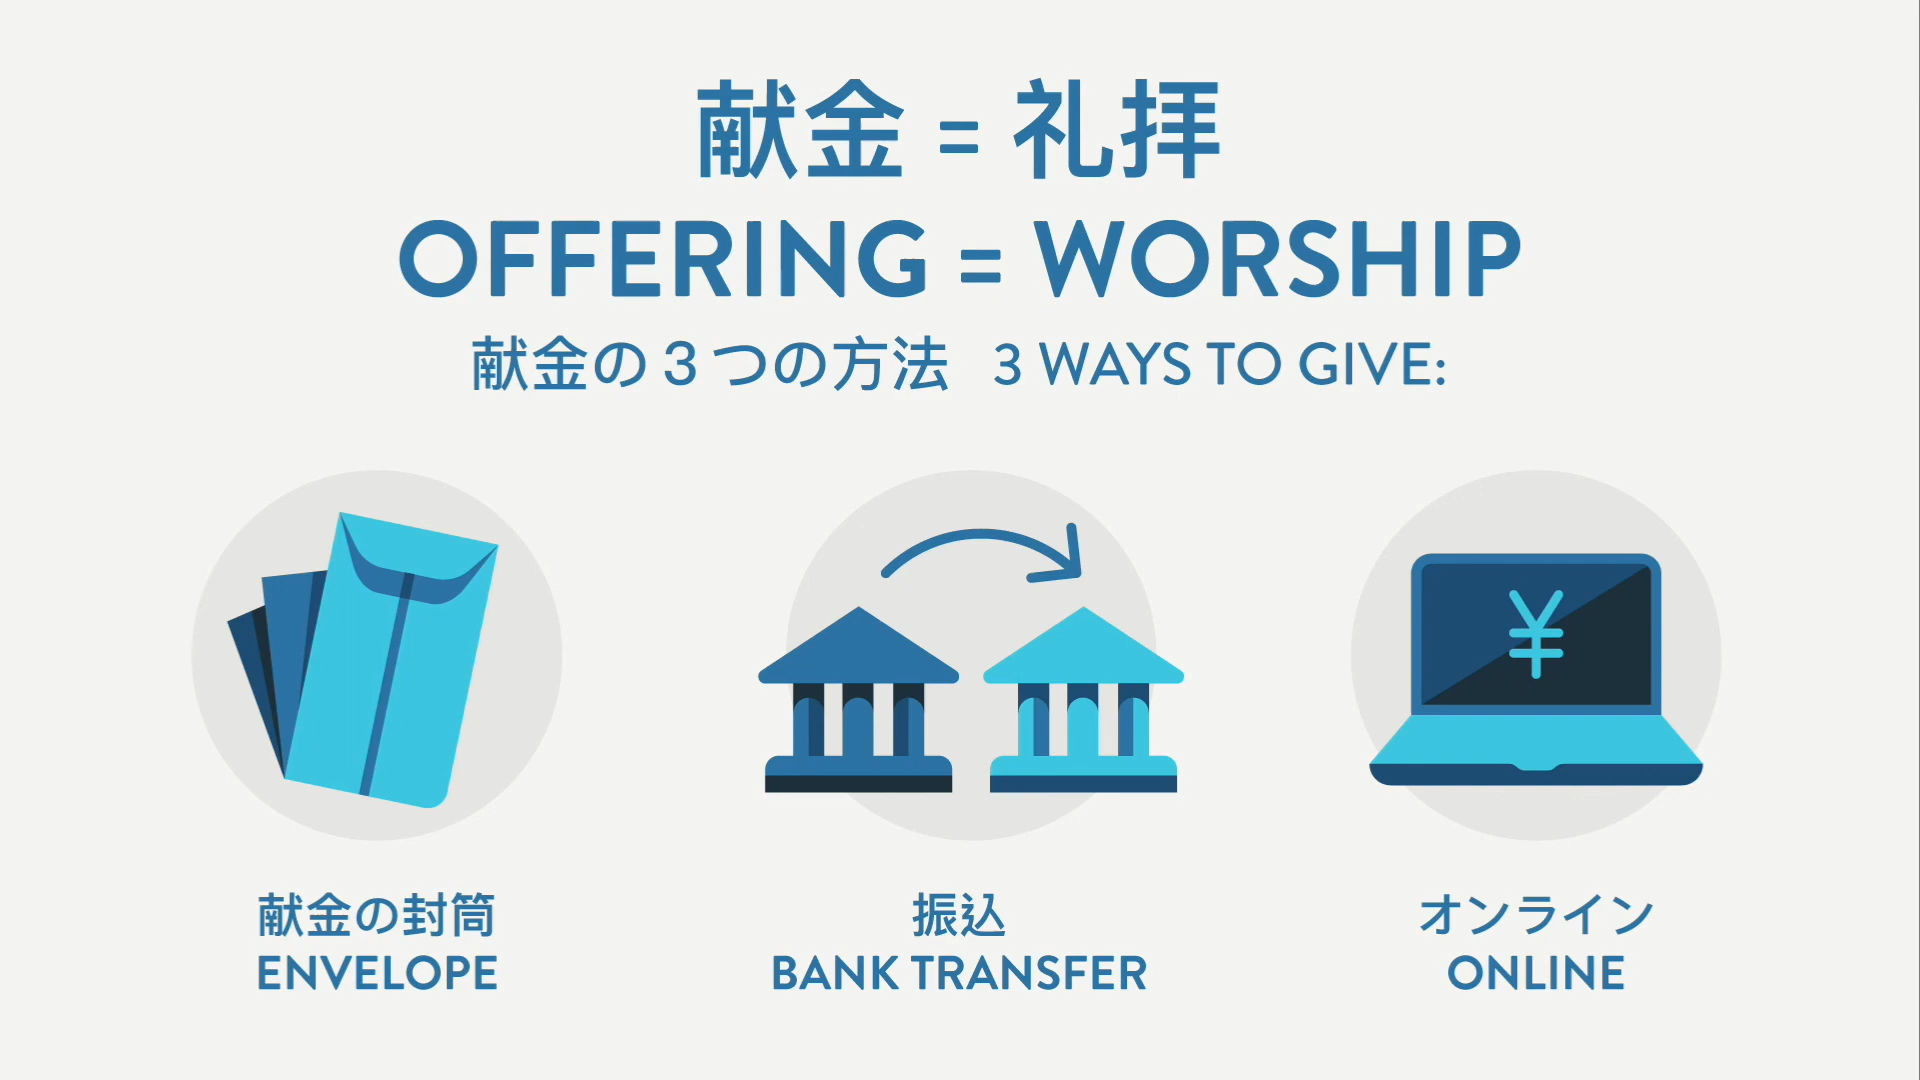 献金 = 礼拝
OFFERING = WORSHIP
献金の３つの方法 3 WAYS TO GIVE:
¥
献金の封筒
ENVELOPE
振込
BANK TRANSFER
オンライン
ONLINE